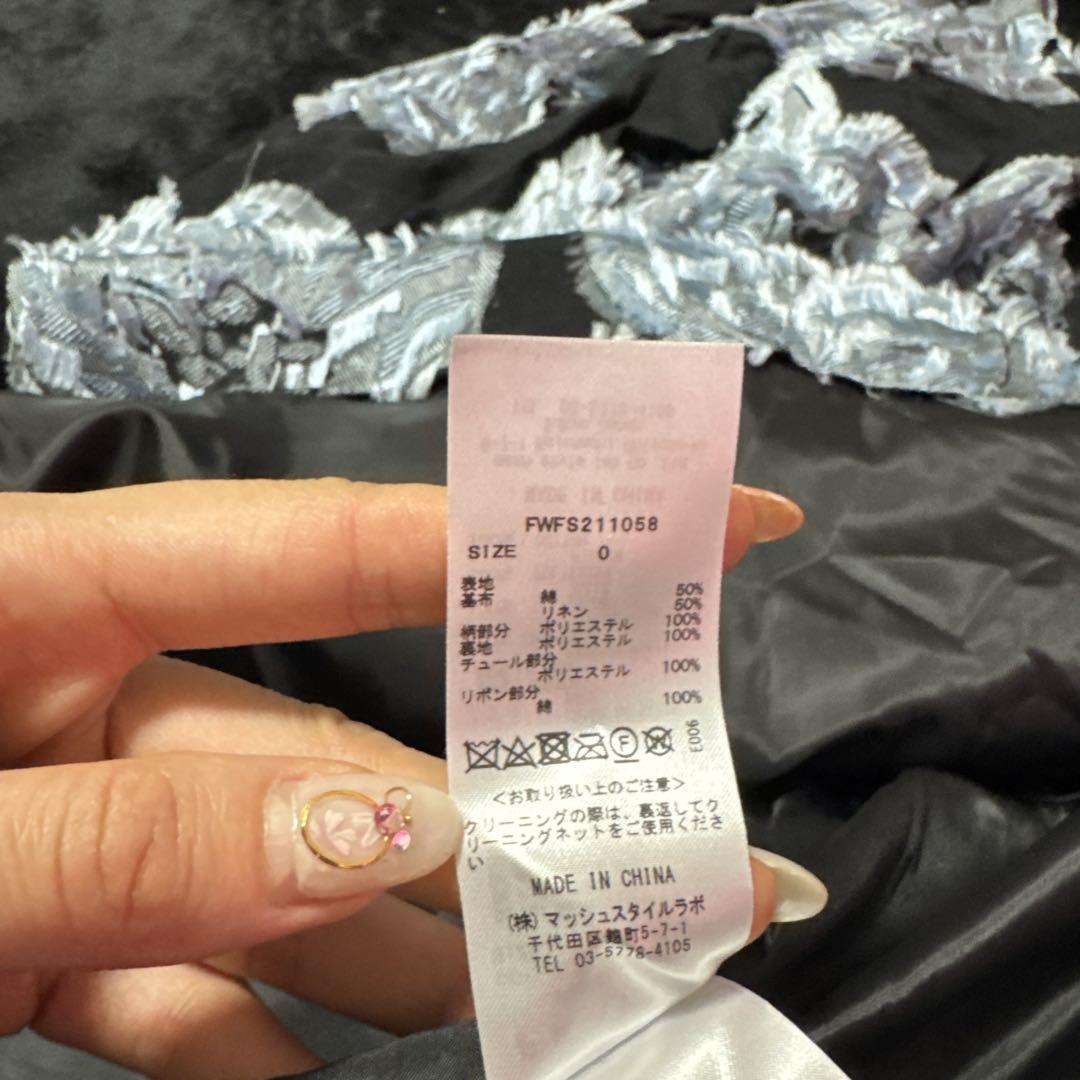 FWFS211058
SIZE 0
表地
基布 綿 50%
リネン 50%
柄部分 ポリエステル 100%
裏地 ポリエステル 100%
チュール部分
ポリエステル 100%
リボン部分
綿 100%
F
E006
<お取り扱い上のご注意>
クリーニングの際は、裏返してク
リーニングネットをご使用くださ
い
MADE IN CHINA
(株)マッシュスタイルラボ
千代田区麹町5-7-1
TEL 03-5778-4105